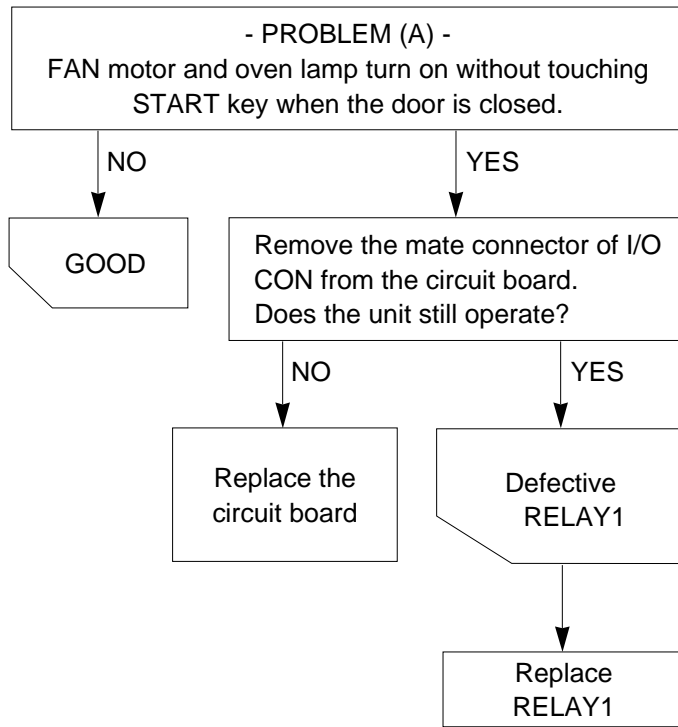 - PROBLEM (A) -
FAN motor and oven lamp turn on without touching
START key when the door is closed.
NO
YES
GOOD
Remove the mate connector of I/O
CON from the circuit board.
Does the unit still operate?
NO
YES
Replace the
circuit board
Defective
RELAY1
Replace
RELAY1